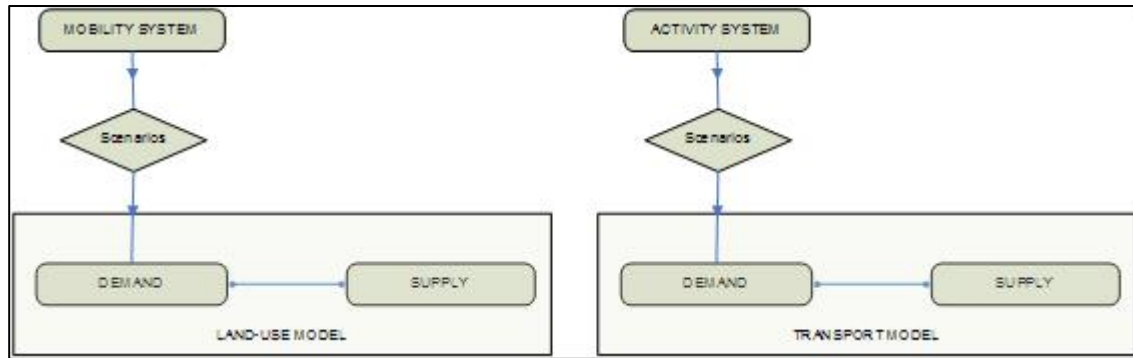 MOBILITY SYSTEM
Scenarios
DEMAND
SUPPLY
LAND-USE MODEL
ACTIVITY SYSTEM
Scenarios
DEMAND
SUPPLY
TRANSPORT MODEL